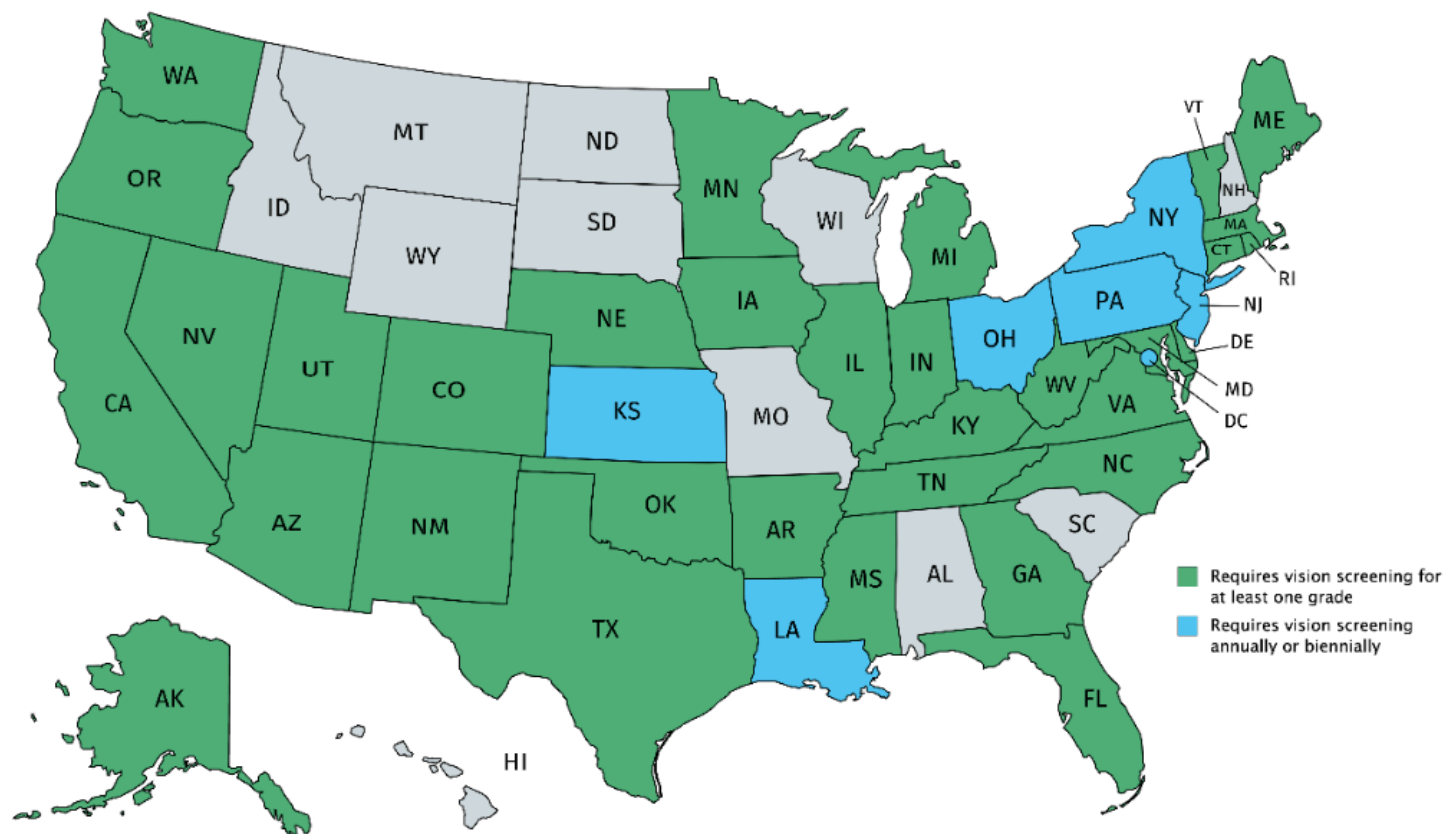 WA
MT
ND
MN
VT
ME
OR
ID
SD
WI
NH
NY
MA
WY
MI
CT
RI
IA
PA
NJ
NE
OH
NV
IL
IN
DE
UT
CO
WV
MD
CA
KS
MO
VA
DC
KY
NC
TN
OK
AZ
NM
AR
SC
MS
AL
GA
Requires vision screening for
at least one grade
TX
LA
Requires vision screening
annually or biennially
AK
FL
HI